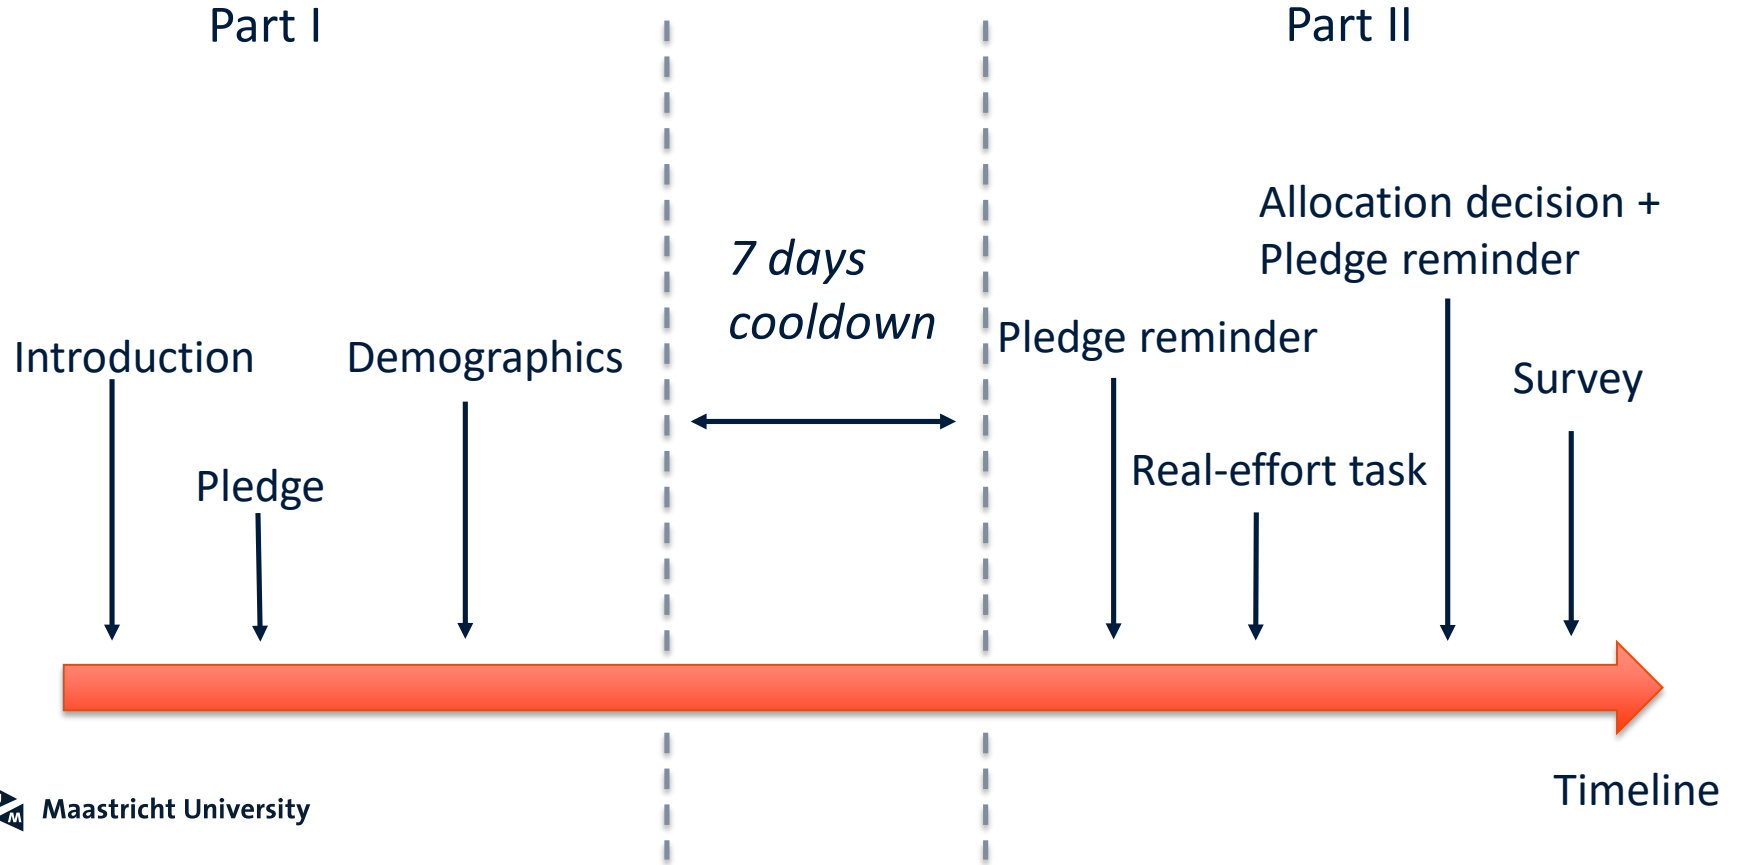 Part I
Part II
Allocation decision +
Pledge reminder
7 days
cooldown
Pledge reminder
Introduction
Demographics
Survey
Real-effort task
Pledge
Timeline
M
Maastricht University